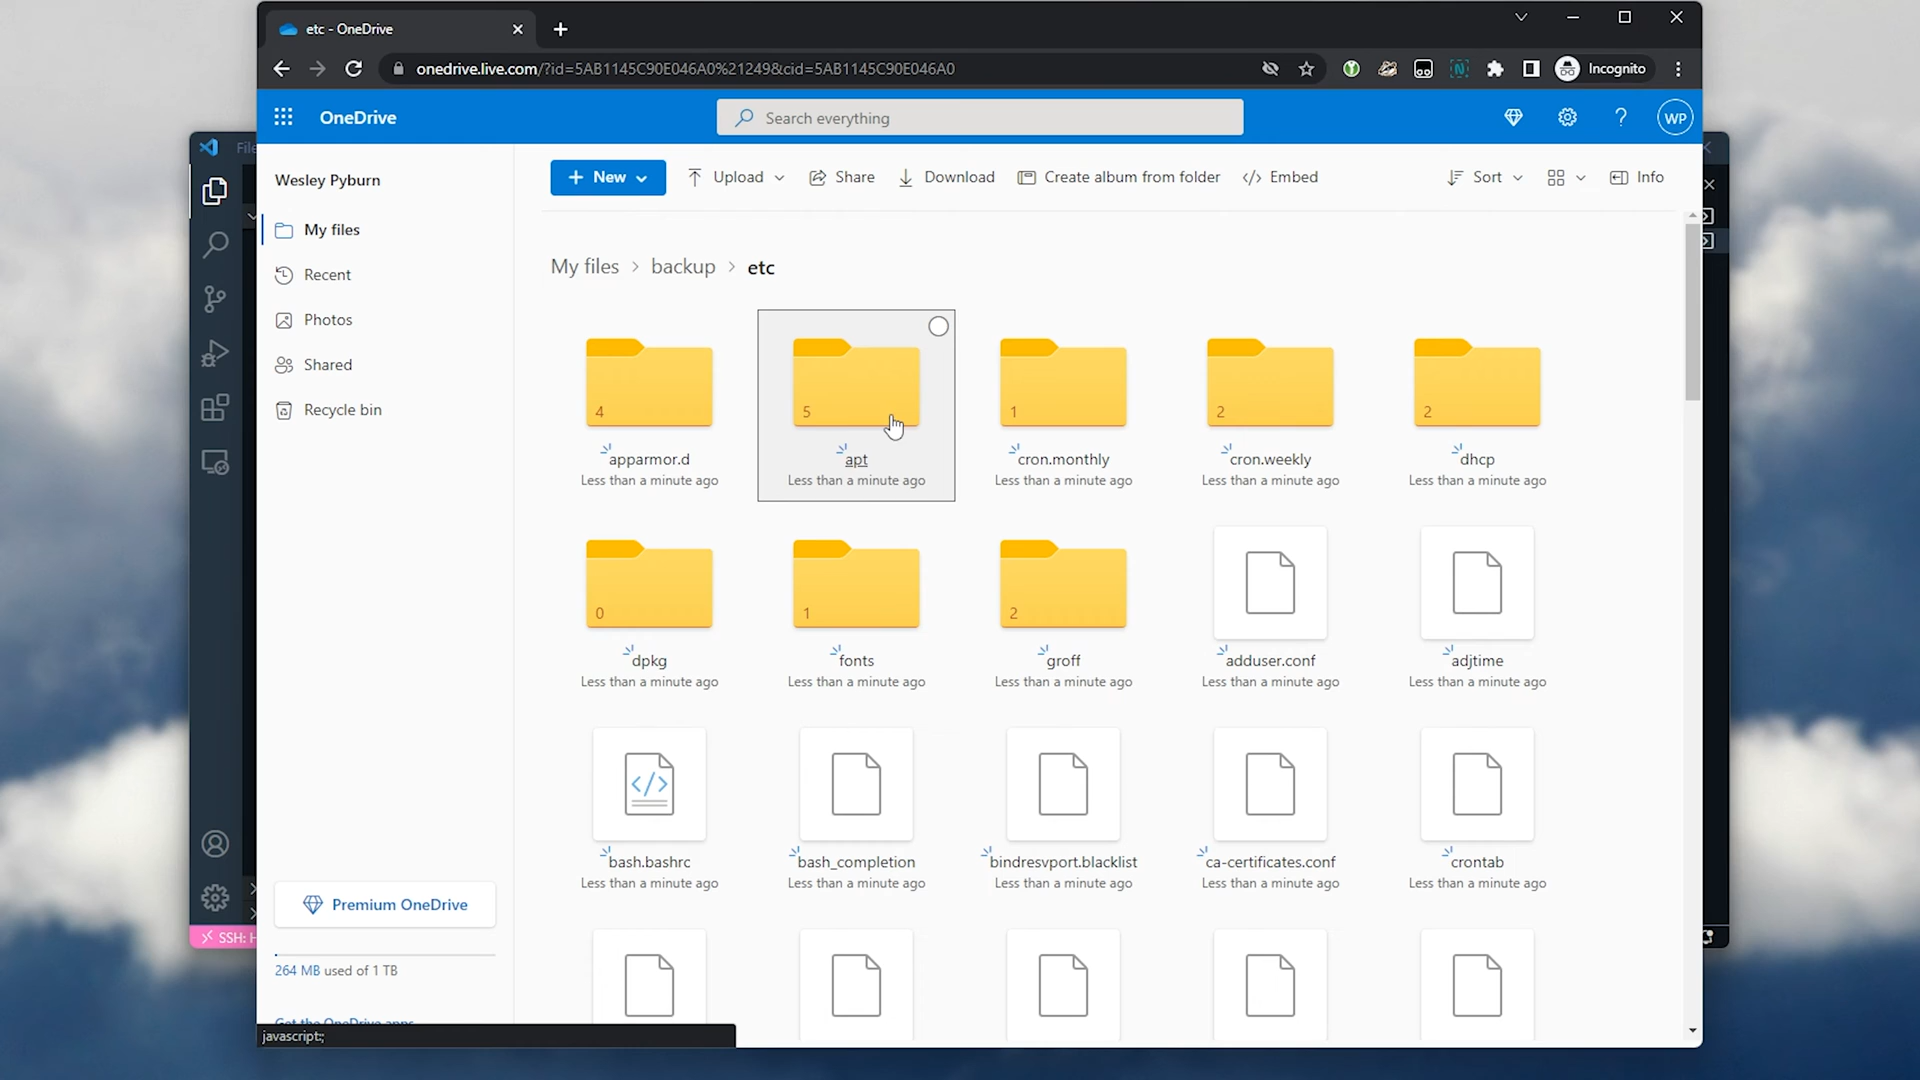 etc - OneDrive
onedrive.live.com/?id=5AB1145C90E046A0%21249&cid=5AB1145C90E046A0
Incognito
OneDrive
Search everything
WP
Wesley Pyburn
My files
Recent
Photos
Shared
Recycle bin
New
Upload
Share
Download
Create album from folder
Embed
Sort
Info
My files > backup > etc
4 5 1 2 2
apparmor.d apt cron.monthly cron.weekly dhcp
Less than a minute ago Less than a minute ago Less than a minute ago Less than a minute ago Less than a minute ago
0 1 2
dpkg fonts groff adduser.conf adjtime
Less than a minute ago Less than a minute ago Less than a minute ago Less than a minute ago Less than a minute ago
bash.bashrc bash_completion bindresvport.blacklist ca-certificates.conf crontab
Less than a minute ago Less than a minute ago Less than a minute ago Less than a minute ago Less than a minute ago
Premium OneDrive
264 MB used of 1 TB
Get the OneDrive apps
javascript:;
SSH: H